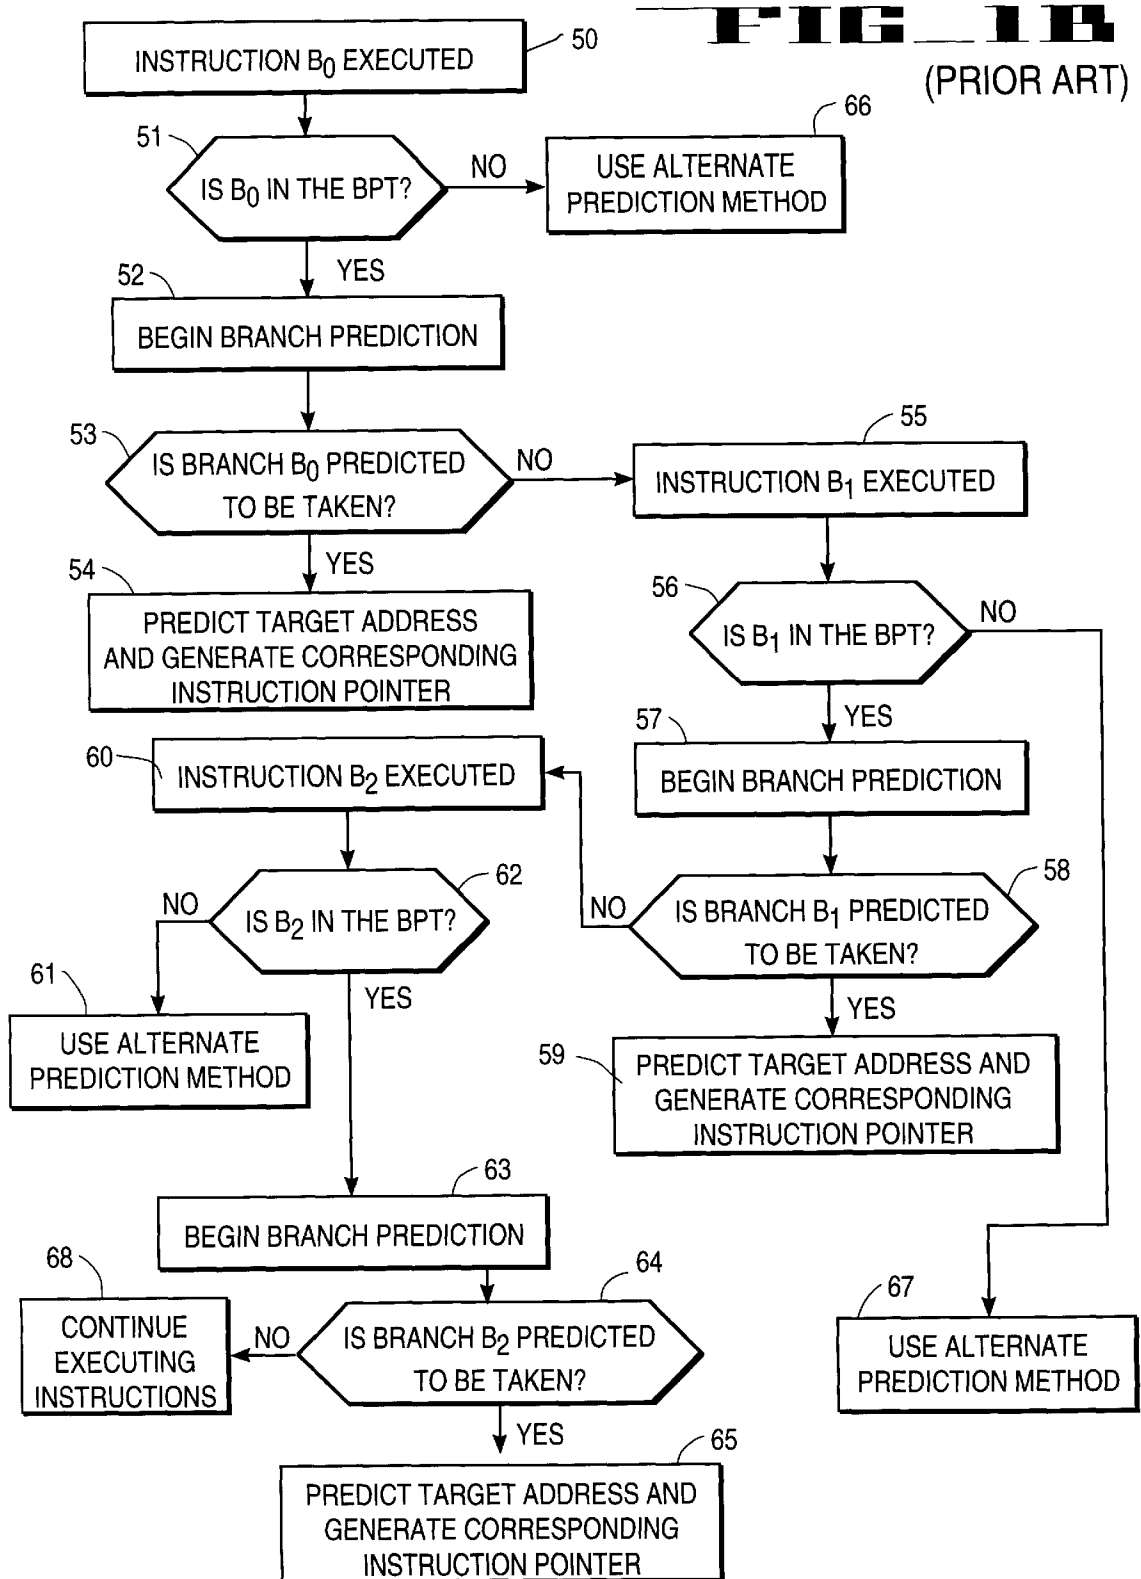 FIG_1B
(PRIOR ART)
50
INSTRUCTION B0 EXECUTED
51
IS B0 IN THE BPT?
NO
66
USE ALTERNATE
PREDICTION METHOD
YES
52
BEGIN BRANCH PREDICTION
53
IS BRANCH B0 PREDICTED
TO BE TAKEN?
NO
55
INSTRUCTION B1 EXECUTED
YES
54
PREDICT TARGET ADDRESS
AND GENERATE CORRESPONDING
INSTRUCTION POINTER
56
IS B1 IN THE BPT?
NO
YES
57
BEGIN BRANCH PREDICTION
58
IS BRANCH B1 PREDICTED
TO BE TAKEN?
NO
YES
59
PREDICT TARGET ADDRESS AND
GENERATE CORRESPONDING
INSTRUCTION POINTER
60
INSTRUCTION B2 EXECUTED
62
IS B2 IN THE BPT?
NO
61
USE ALTERNATE
PREDICTION METHOD
YES
63
BEGIN BRANCH PREDICTION
64
IS BRANCH B2 PREDICTED
TO BE TAKEN?
NO
68
CONTINUE
EXECUTING
INSTRUCTIONS
YES
65
PREDICT TARGET ADDRESS AND
GENERATE CORRESPONDING
INSTRUCTION POINTER
67
USE ALTERNATE
PREDICTION METHOD